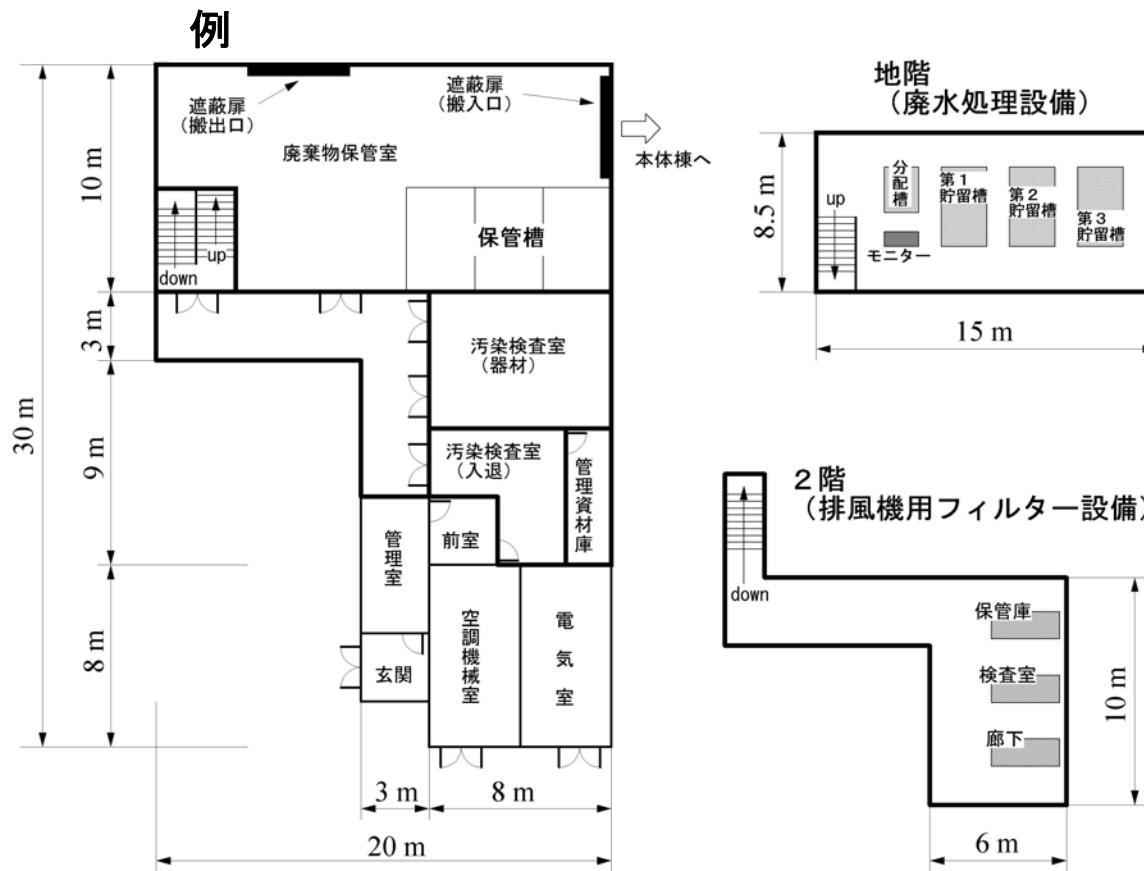 例
遮蔽扉
(搬出口)
遮蔽扉
(搬入口)
本体棟へ
廃棄物保管室
保管槽
up
down
汚染検査室
(器材)
汚染検査室
(入退)
管理資材庫
前室
管理室
玄関
空調機械室
電気室
30 m
10 m
3 m
9 m
8 m
3 m
8 m
20 m
地階
(廃水処理設備)
up
分配槽
モニター
第1
貯留槽
第2
貯留槽
第3
貯留槽
8.5 m
15 m
2階
(排風機用フィルター設備)
down
保管庫
検査室
廊下
10 m
6 m